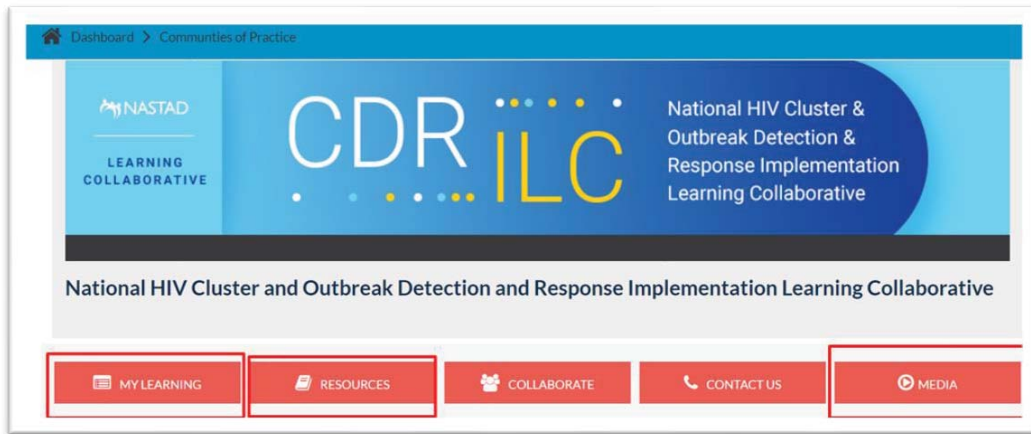 Dashboard > Communties of Practice
NASTAD
LEARNING
COLLABORATIVE
CDR
ILC
National HIV Cluster &
Outbreak Detection &
Response Implementation
Learning Collaborative
National HIV Cluster and Outbreak Detection and Response Implementation Learning Collaborative
MY LEARNING
RESOURCES
COLLABORATE
CONTACT US
MEDIA